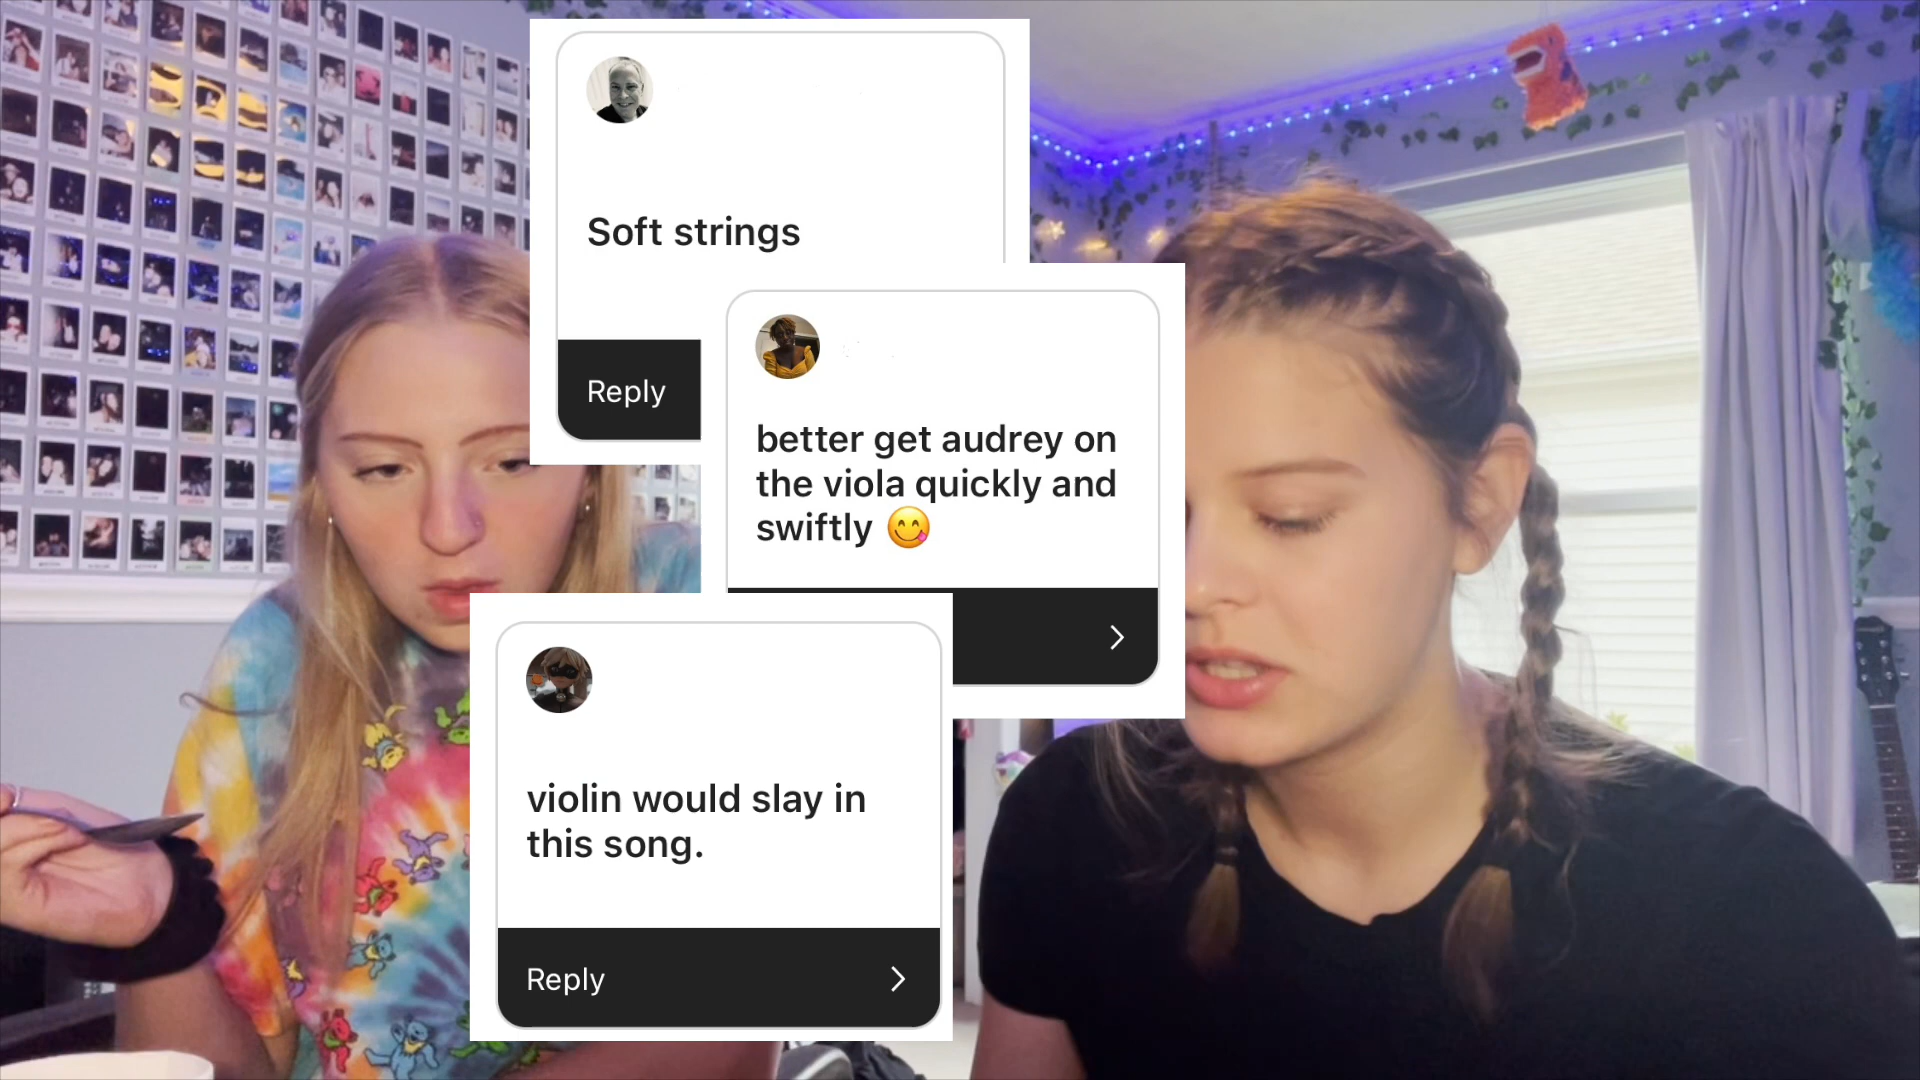 Soft strings
Reply
better get audrey on
the viola quickly and
swiftly 😋
violin would slay in
this song.
Reply